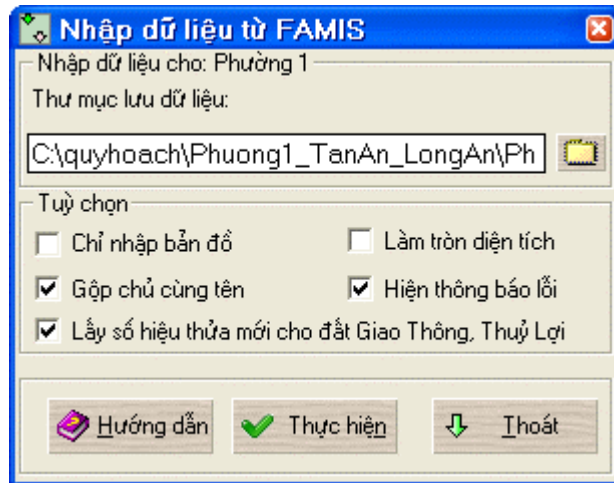 Nhập dữ liệu từ FAMIS
Nhập dữ liệu cho: Phường 1
Thư mục lưu dữ liệu:
C:\quyhoach\Phuong1_TanAn_LongAn\Ph
Tuỳ chọn
Chỉ nhập bản đồ
Làm tròn diện tích
Gộp chủ cùng tên
Hiện thông báo lỗi
Lấy số hiệu thửa mới cho đất Giao Thông, Thuỷ Lợi
Hướng dẫn
Thực hiện
Thoát